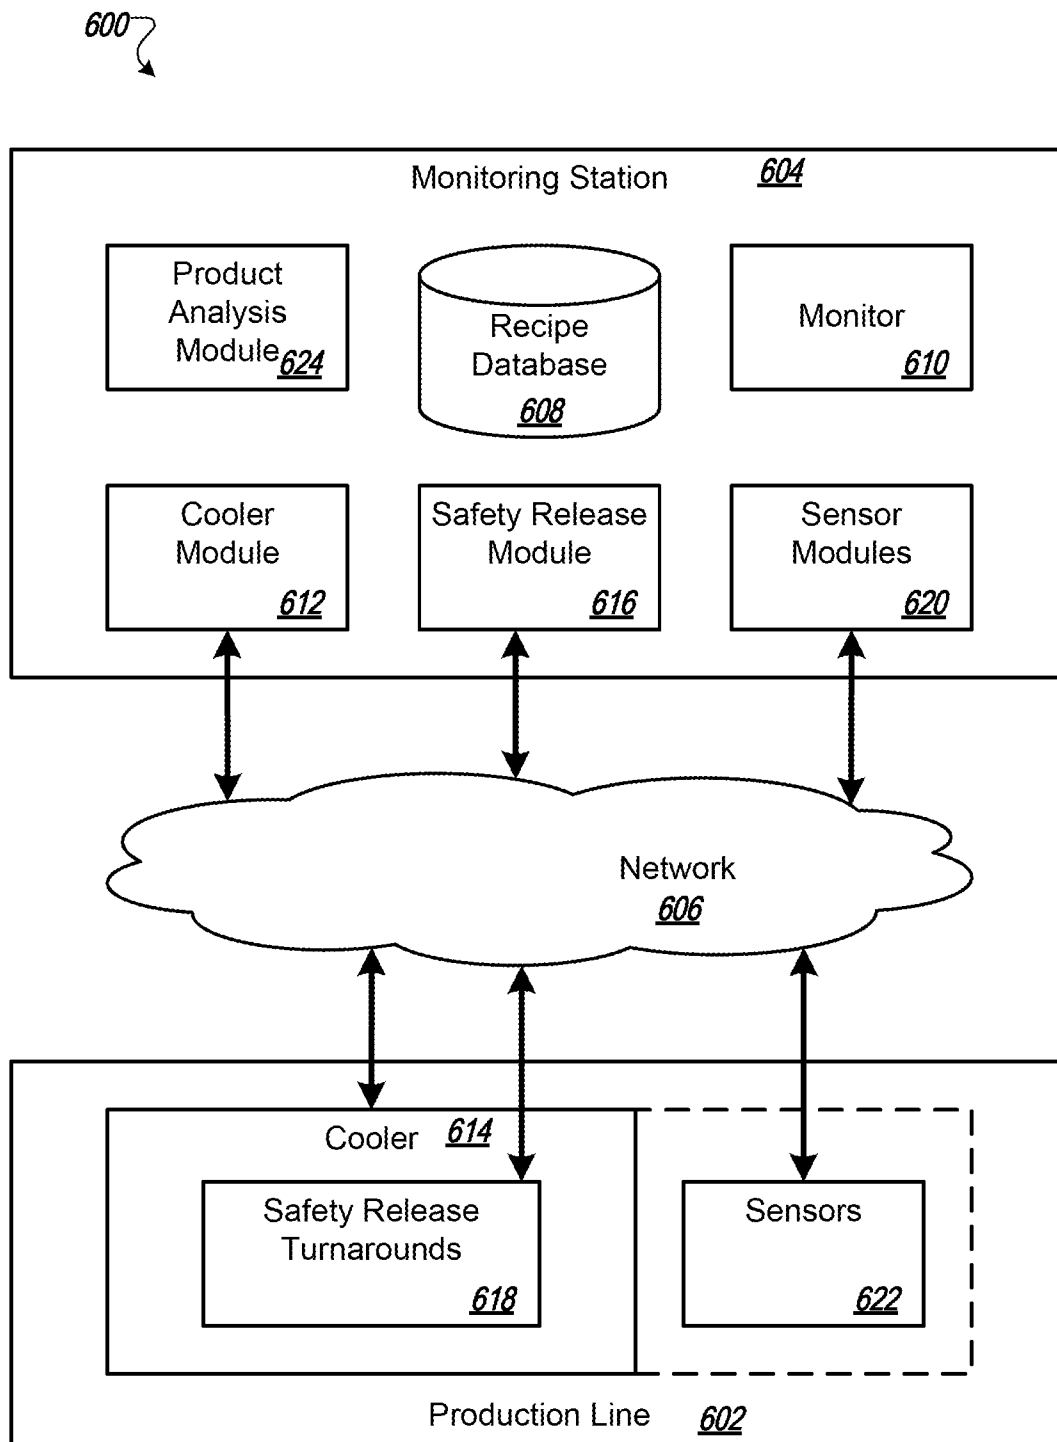 600
Monitoring Station 604
Product
Analysis
Module 624
Recipe
Database
608
Monitor
610
Cooler
Module
612
Safety Release
Module
616
Sensor
Modules
620
Network
606
Cooler 614
Safety Release
Turnarounds
618
Sensors
622
Production Line 602